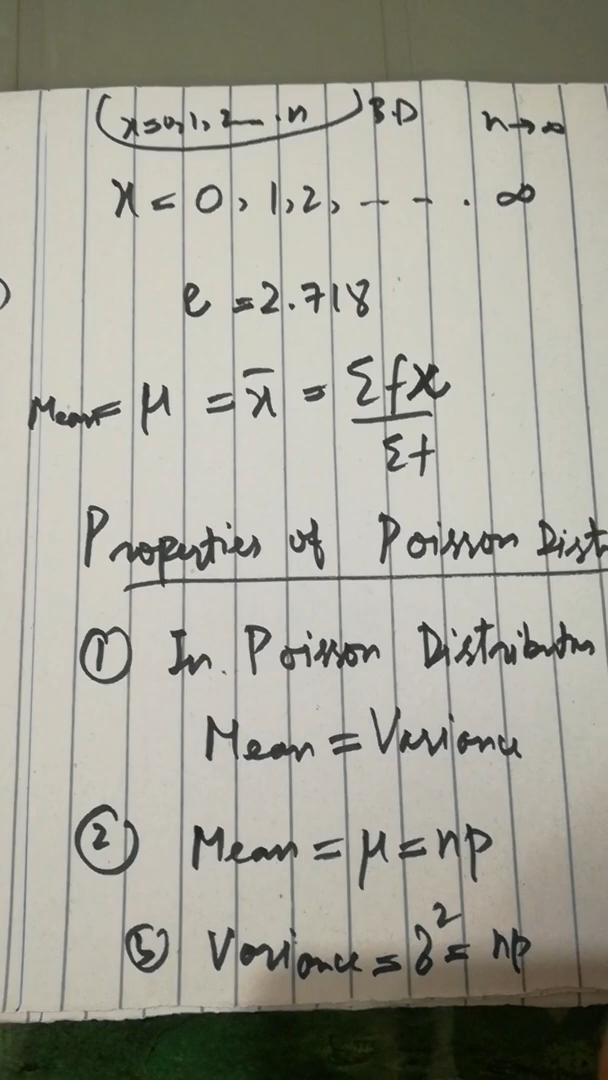 (x=0,1,2-.n) B.D n→∞
x = 0, 1, 2, - - . ∞
e = 2.718
Mean = μ = x̄ = Σfx / Σf
Properties of Poisson Dist
① In. Poisson Distribution
Mean = Variance
② Mean = μ = np
③ Variance = σ² = np